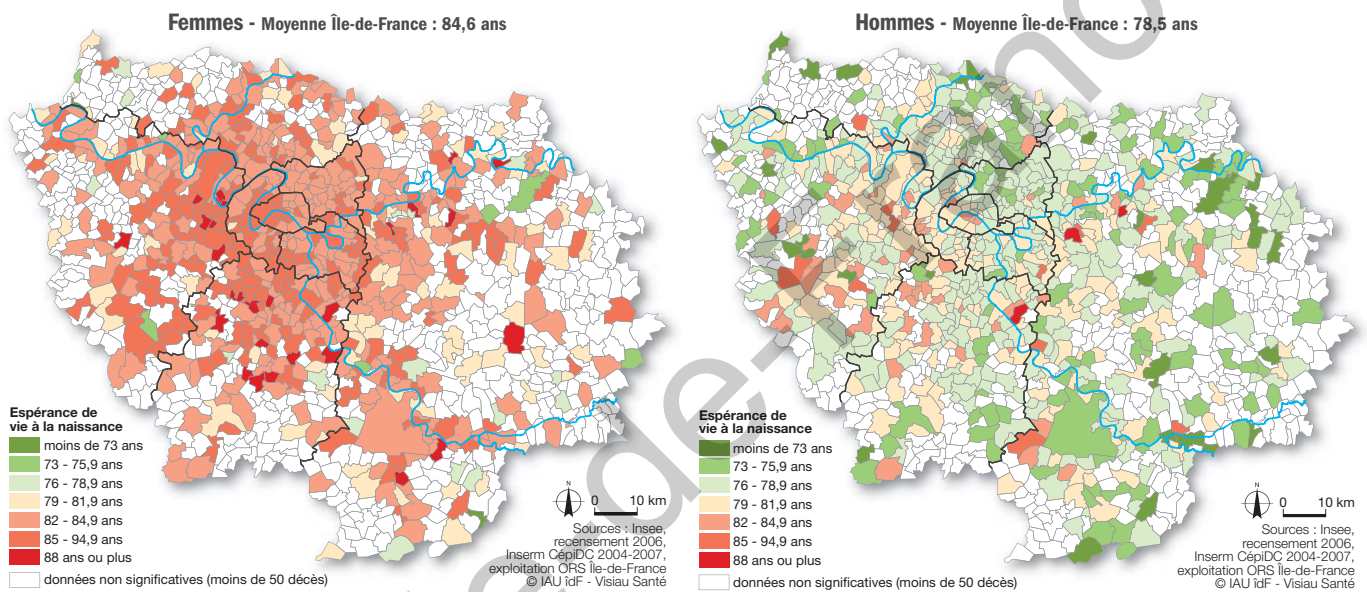 Femmes - Moyenne Île-de-France : 84,6 ans
Espérance de
vie à la naissance
moins de 73 ans
73 - 75,9 ans
76 - 78,9 ans
79 - 81,9 ans
82 - 84,9 ans
85 - 94,9 ans
88 ans ou plus
données non significatives (moins de 50 décès)
N
0 10 km
Sources : Insee,
recensement 2006,
Inserm CépiDC 2004-2007,
exploitation ORS Île-de-France
© IAU îdF - Visiau Santé
Hommes - Moyenne Île-de-France : 78,5 ans
Espérance de
vie à la naissance
moins de 73 ans
73 - 75,9 ans
76 - 78,9 ans
79 - 81,9 ans
82 - 84,9 ans
85 - 94,9 ans
88 ans ou plus
données non significatives (moins de 50 décès)
N
0 10 km
Sources : Insee,
recensement 2006,
Inserm CépiDC 2004-2007,
exploitation ORS Île-de-France
© IAU îdF - Visiau Santé